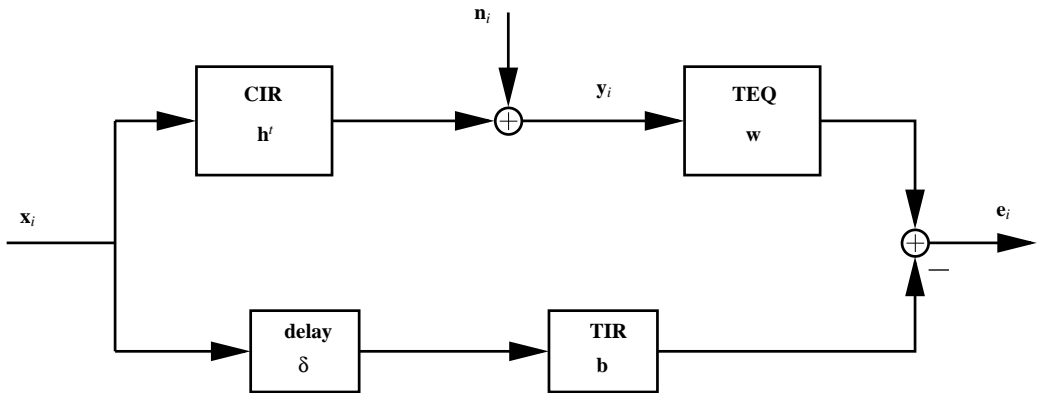 n_i
CIR
h^t
+
y_i
TEQ
w
x_i
+
e_i
−
delay
δ
TIR
b